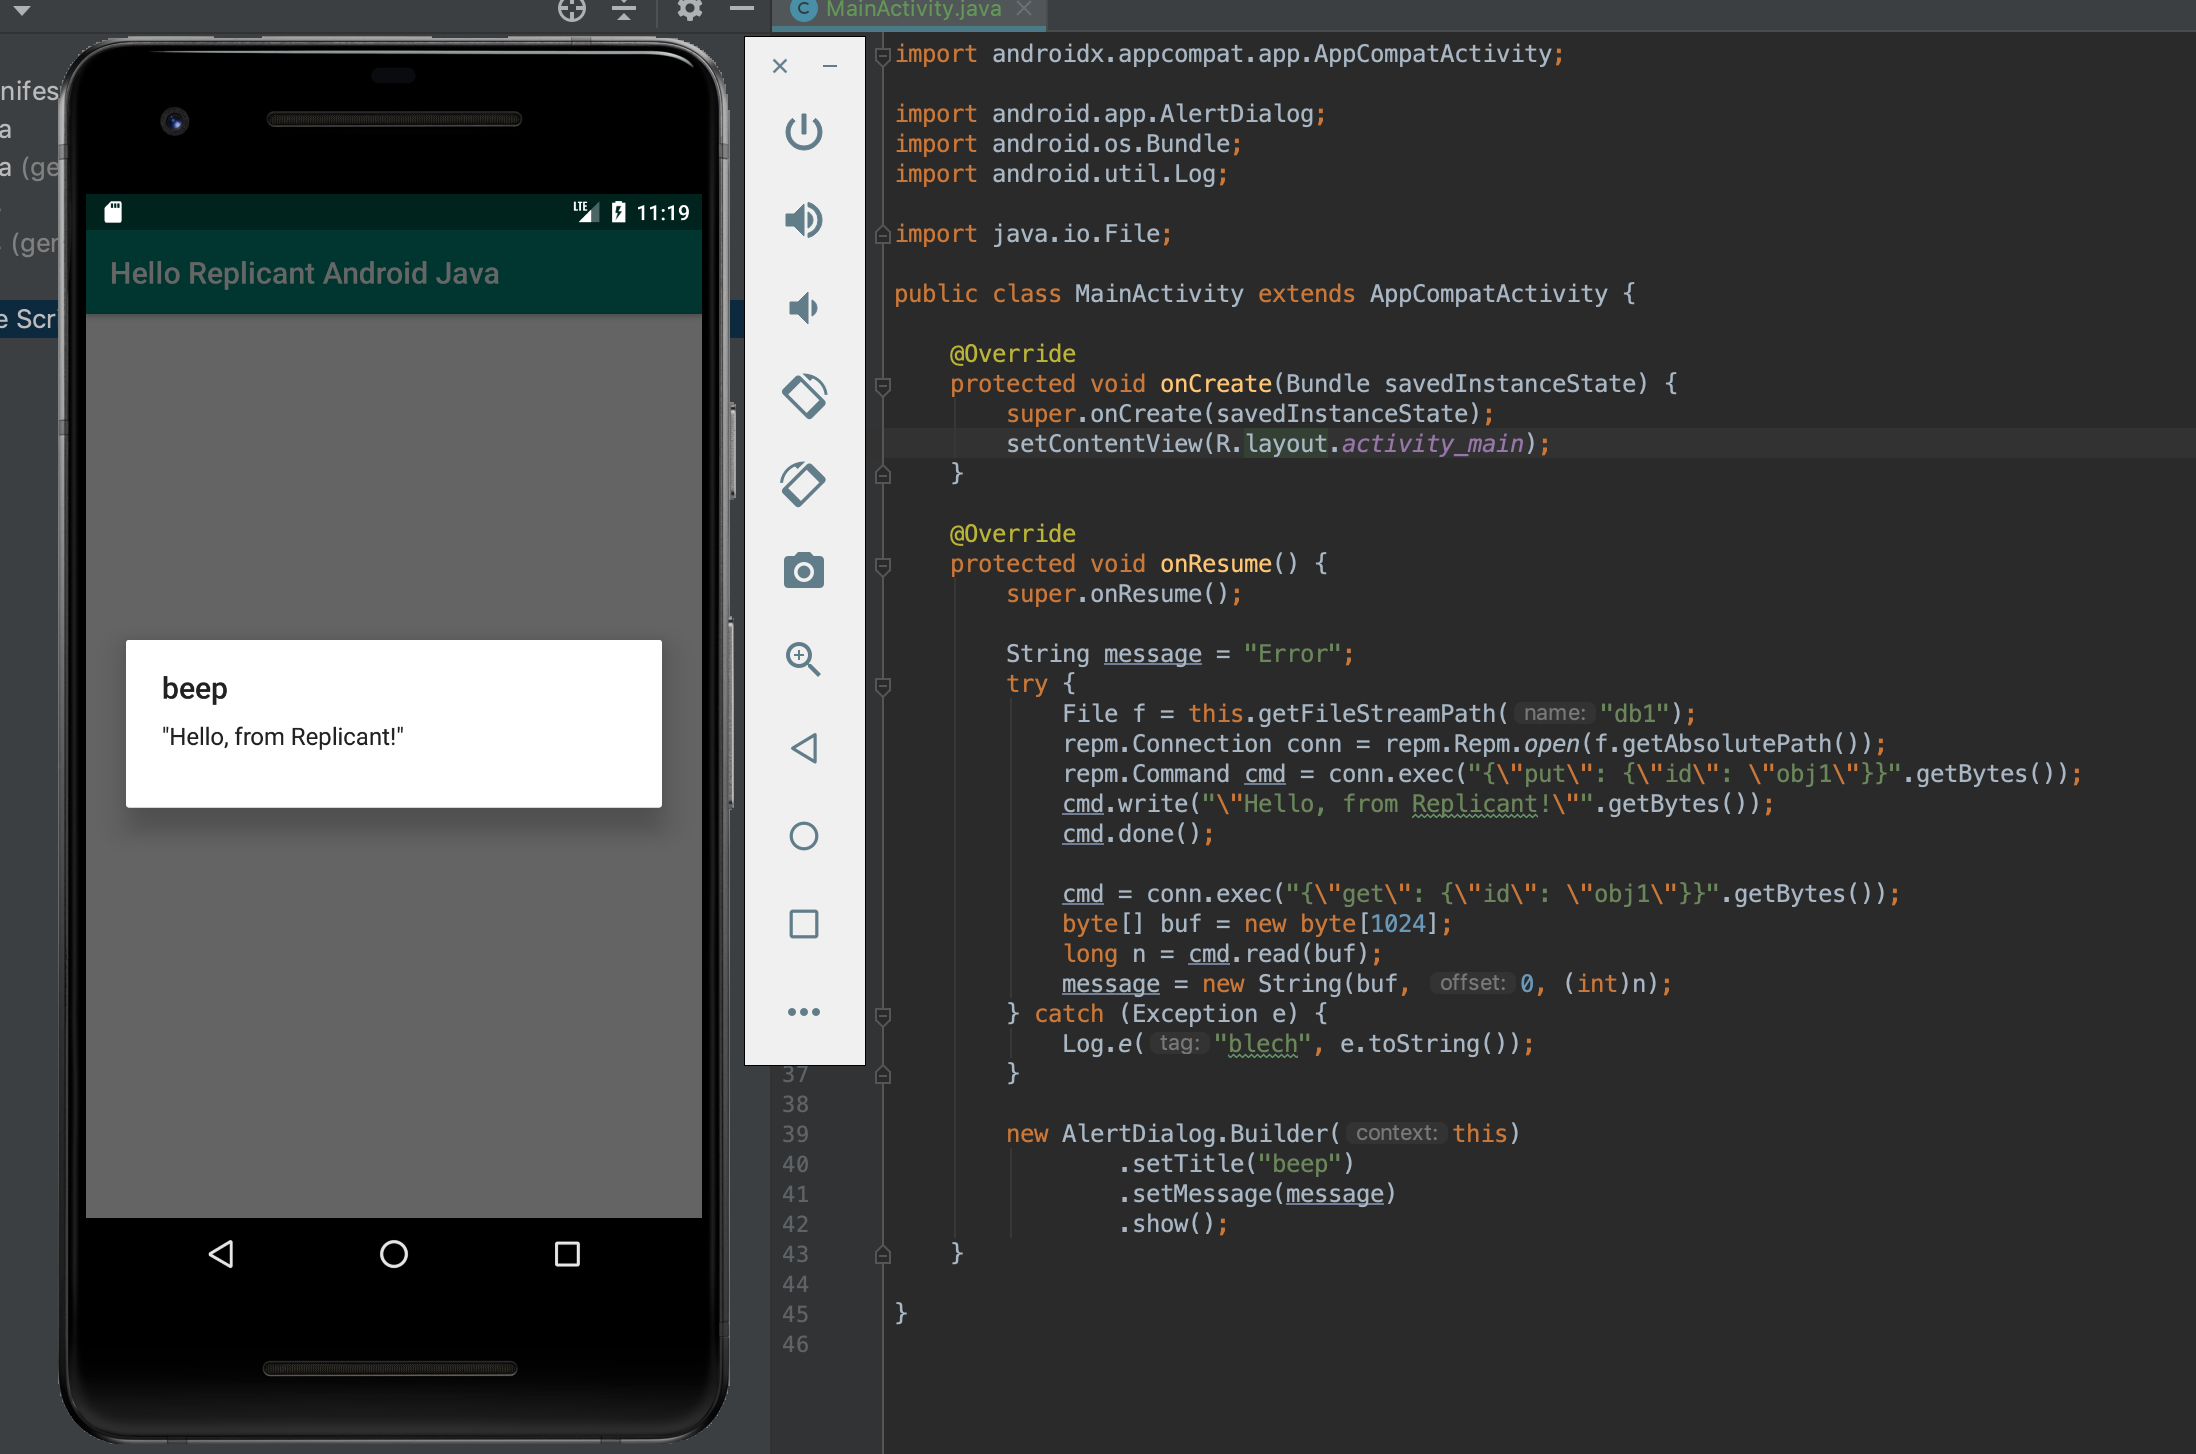 MainActivity.java
nifes
a
a (ge
(ger
e Scr
LTE 11:19
Hello Replicant Android Java
beep
"Hello, from Replicant!"
import androidx.appcompat.app.AppCompatActivity;
import android.app.AlertDialog;
import android.os.Bundle;
import android.util.Log;
import java.io.File;
public class MainActivity extends AppCompatActivity {
@Override
protected void onCreate(Bundle savedInstanceState) {
super.onCreate(savedInstanceState);
setContentView(R.layout.activity_main);
}
@Override
protected void onResume() {
super.onResume();
String message = "Error";
try {
File f = this.getFileStreamPath( name: "db1");
repm.Connection conn = repm.Repm.open(f.getAbsolutePath());
repm.Command cmd = conn.exec("{\"put\": {\"id\": \"obj1\"}}".getBytes());
cmd.write("\"Hello, from Replicant!\"".getBytes());
cmd.done();
cmd = conn.exec("{\"get\": {\"id\": \"obj1\"}}".getBytes());
byte[] buf = new byte[1024];
long n = cmd.read(buf);
message = new String(buf, offset: 0, (int)n);
} catch (Exception e) {
Log.e( tag: "blech", e.toString());
37 }
38
39 new AlertDialog.Builder( context: this)
40 .setTitle("beep")
41 .setMessage(message)
42 .show();
43 }
44
45 }
46